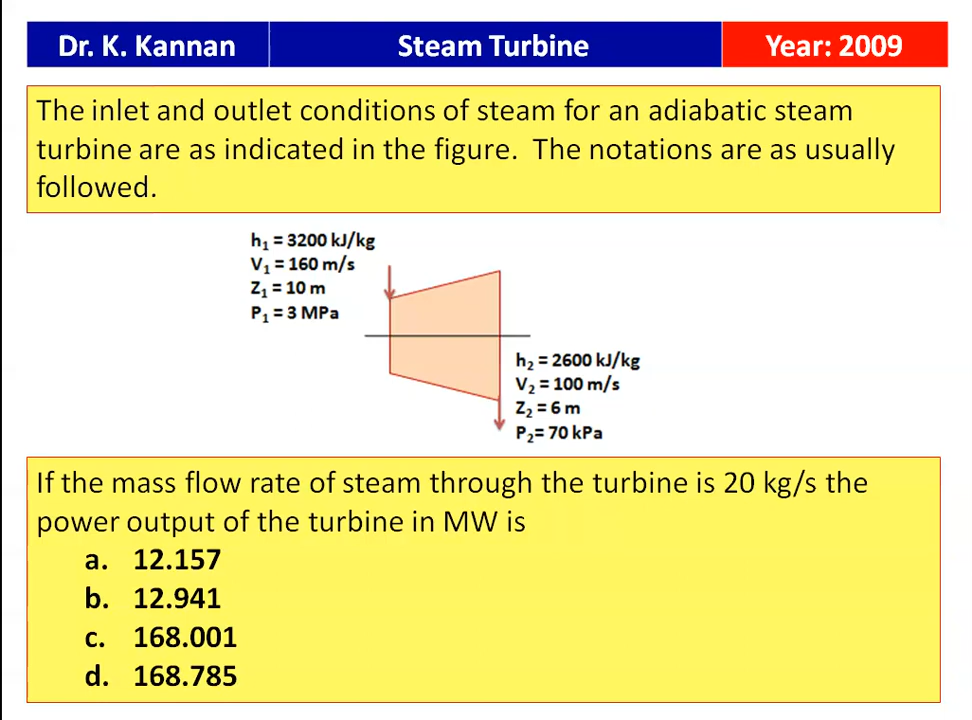 Dr. K. Kannan Steam Turbine Year: 2009
The inlet and outlet conditions of steam for an adiabatic steam
turbine are as indicated in the figure. The notations are as usually
followed.
h₁ = 3200 kJ/kg
V₁ = 160 m/s
Z₁ = 10 m
P₁ = 3 MPa
h₂ = 2600 kJ/kg
V₂ = 100 m/s
Z₂ = 6 m
P₂= 70 kPa
If the mass flow rate of steam through the turbine is 20 kg/s the
power output of the turbine in MW is
a. 12.157
b. 12.941
c. 168.001
d. 168.785